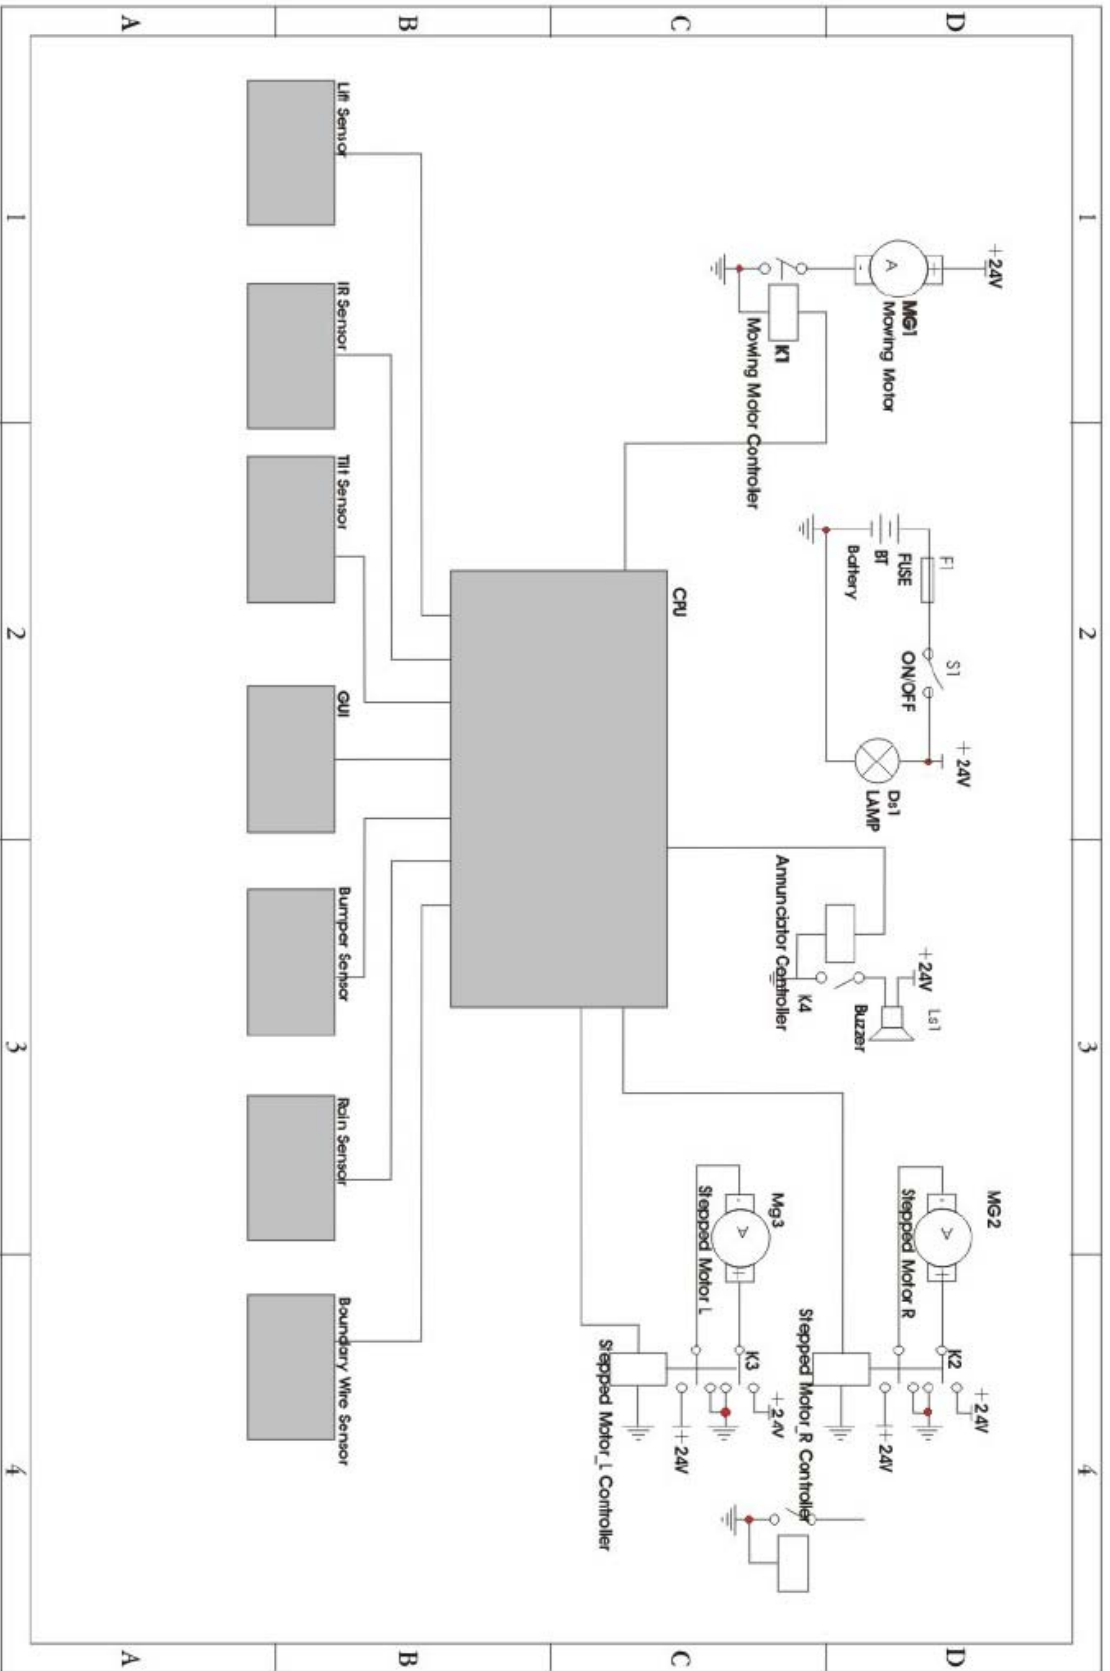 1
2
3
4
D
D
+24V
MG1
Mowing Motor
K1
Mowing Motor Controller
F1
FUSE
BT
Battery
S1
ON/OFF
+24V
Ds1
LAMP
+24V
Ls1
Buzzer
K4
Annunciator Controller
MG2
A
Stepped Motor R
K2
+24V
+24V
Stepped Motor_R Controller
Mg3
A
Stepped Motor L
K3
+24V
+24V
Stepped Motor_L Controller
A
C
C
CPU
B
B
Lift Sensor
IR Sensor
Tilt Sensor
GUI
Bumper Sensor
Rain Sensor
Boundary Wire Sensor
A
A
1
2
3
4